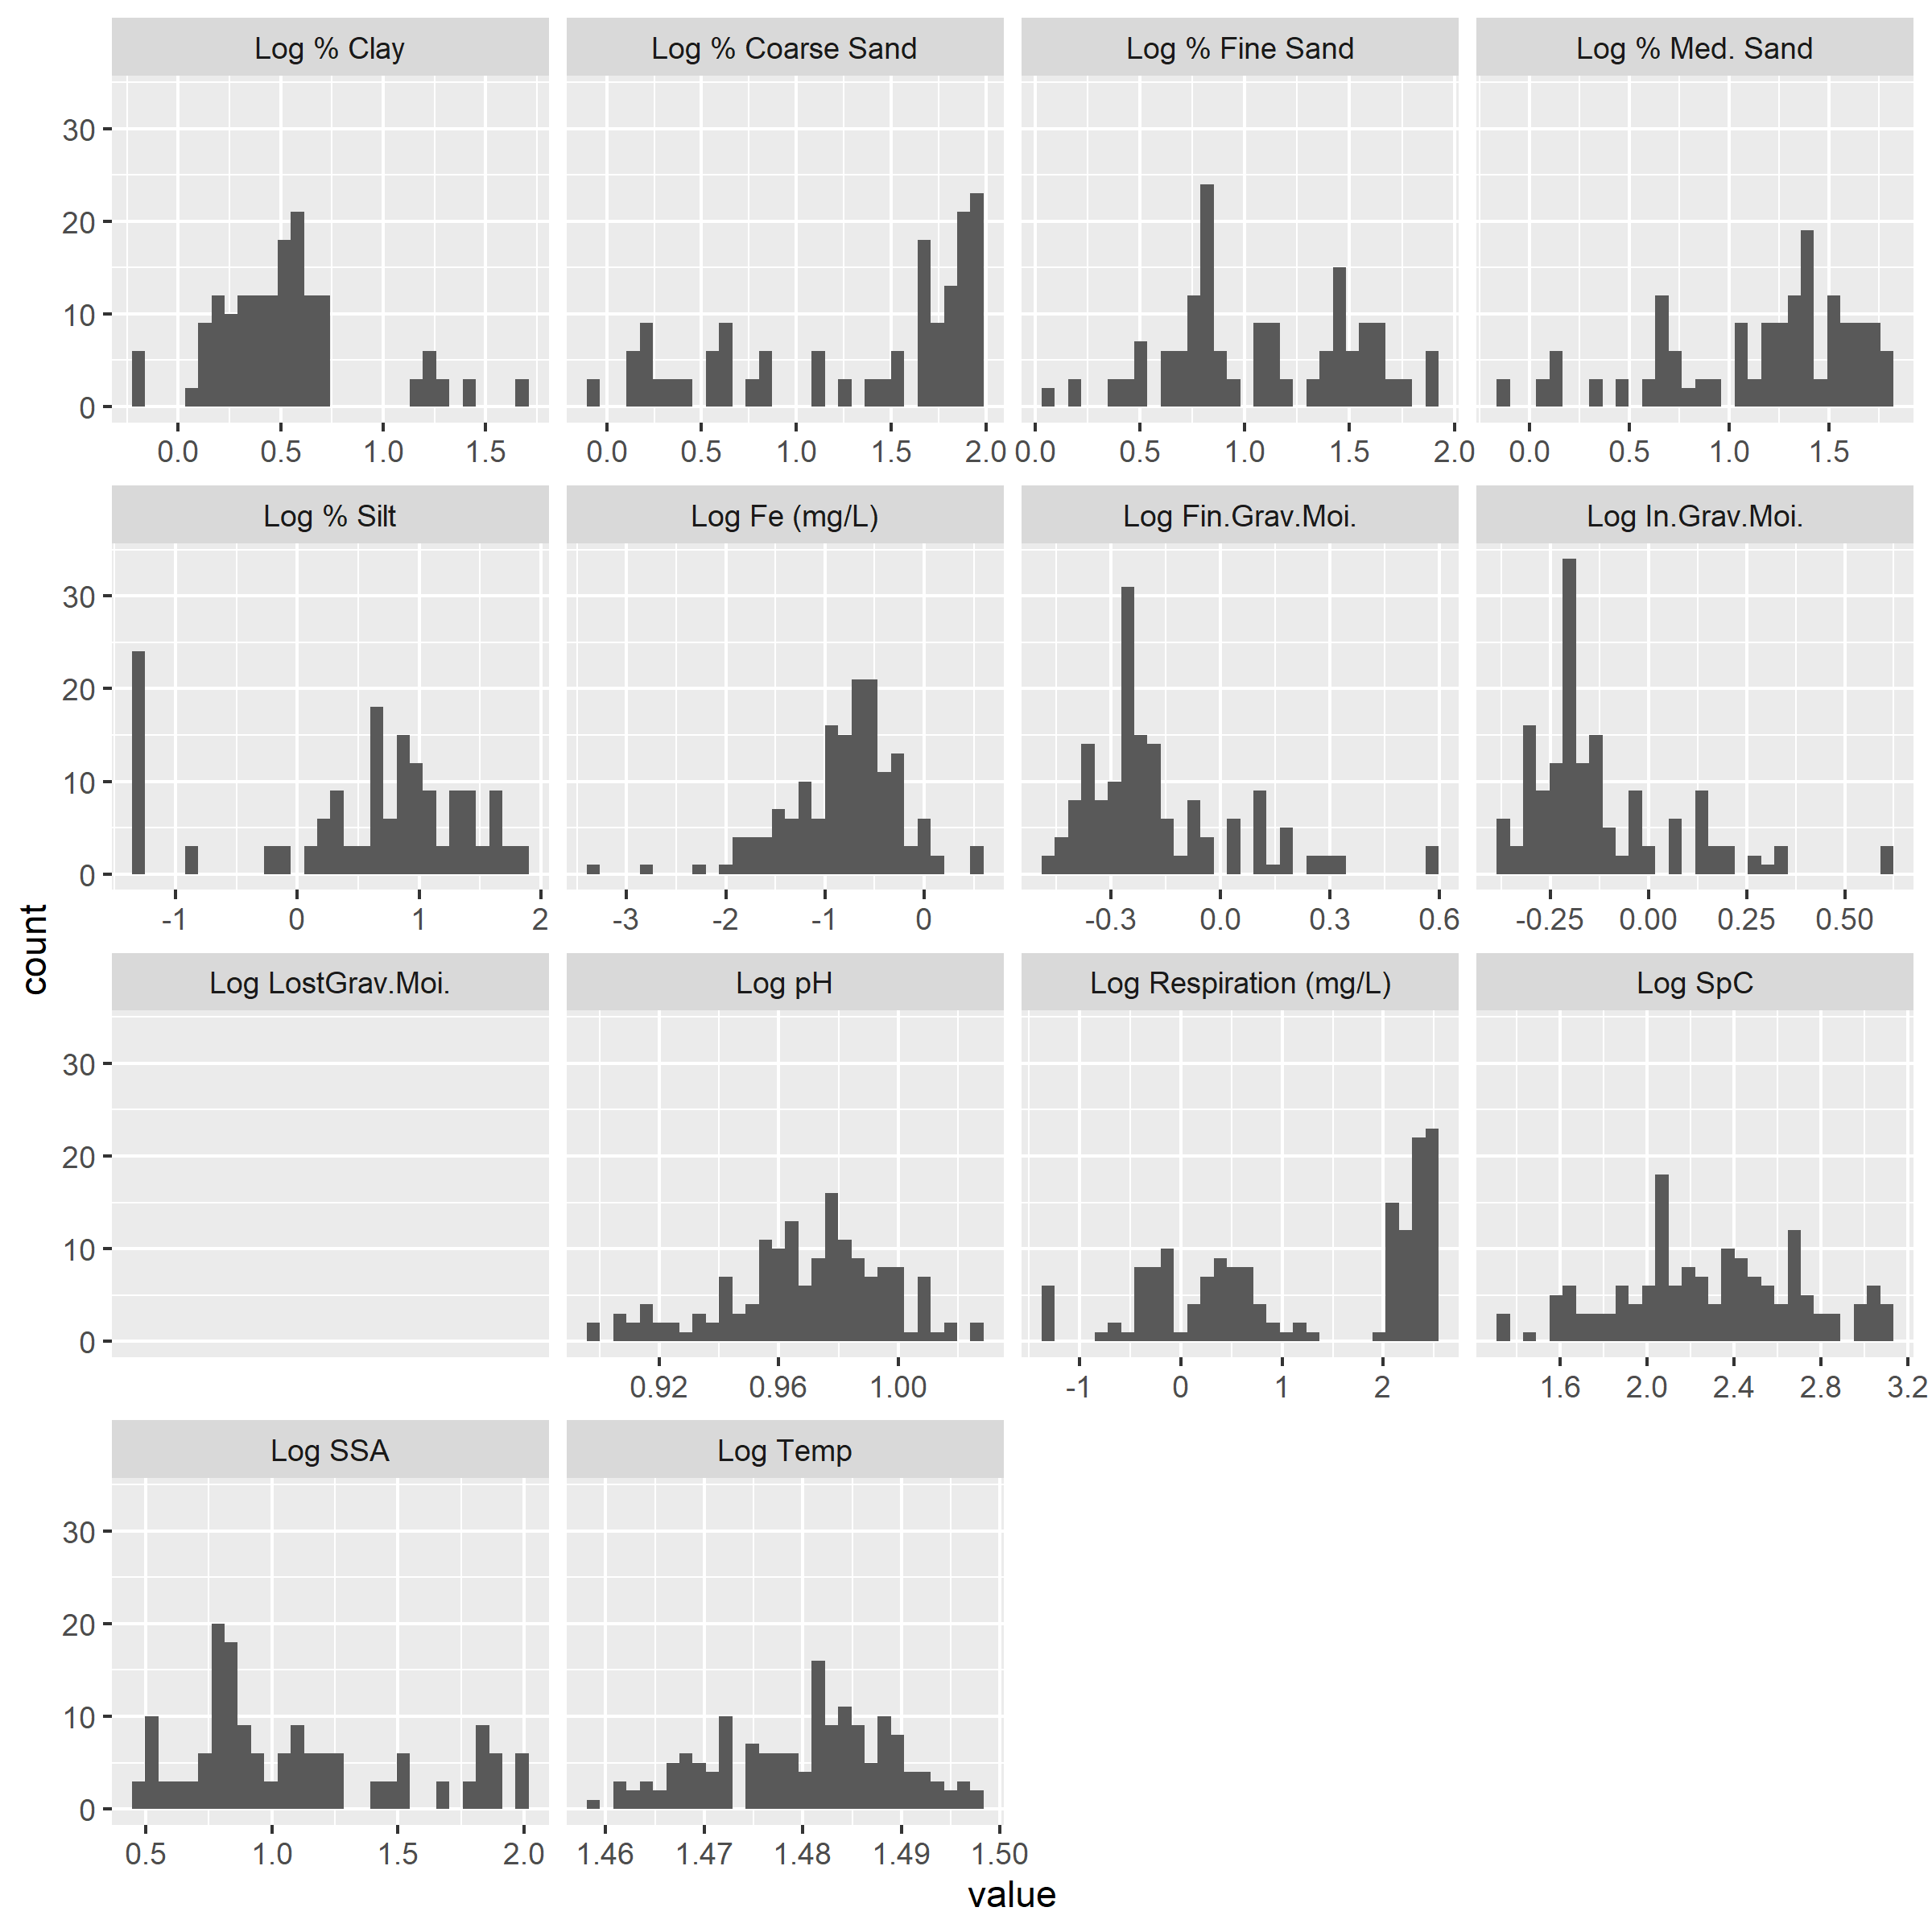 Log % Clay Log % Coarse Sand Log % Fine Sand Log % Med. Sand
30
20
10
0
0.0 0.5 1.0 1.5 0.0 0.5 1.0 1.5 2.0 0.0 0.5 1.0 1.5 2.0 0.0 0.5 1.0 1.5
Log % Silt Log Fe (mg/L) Log Fin.Grav.Moi. Log In.Grav.Moi.
30
20
10
0
-1 0 1 2 -3 -2 -1 0 -0.3 0.0 0.3 0.6 -0.25 0.00 0.25 0.50
count
Log LostGrav.Moi. Log pH Log Respiration (mg/L) Log SpC
30
20
10
0
0.92 0.96 1.00 -1 0 1 2 1.6 2.0 2.4 2.8 3.2
Log SSA Log Temp
30
20
10
0
0.5 1.0 1.5 2.0 1.46 1.47 1.48 1.49 1.50
value